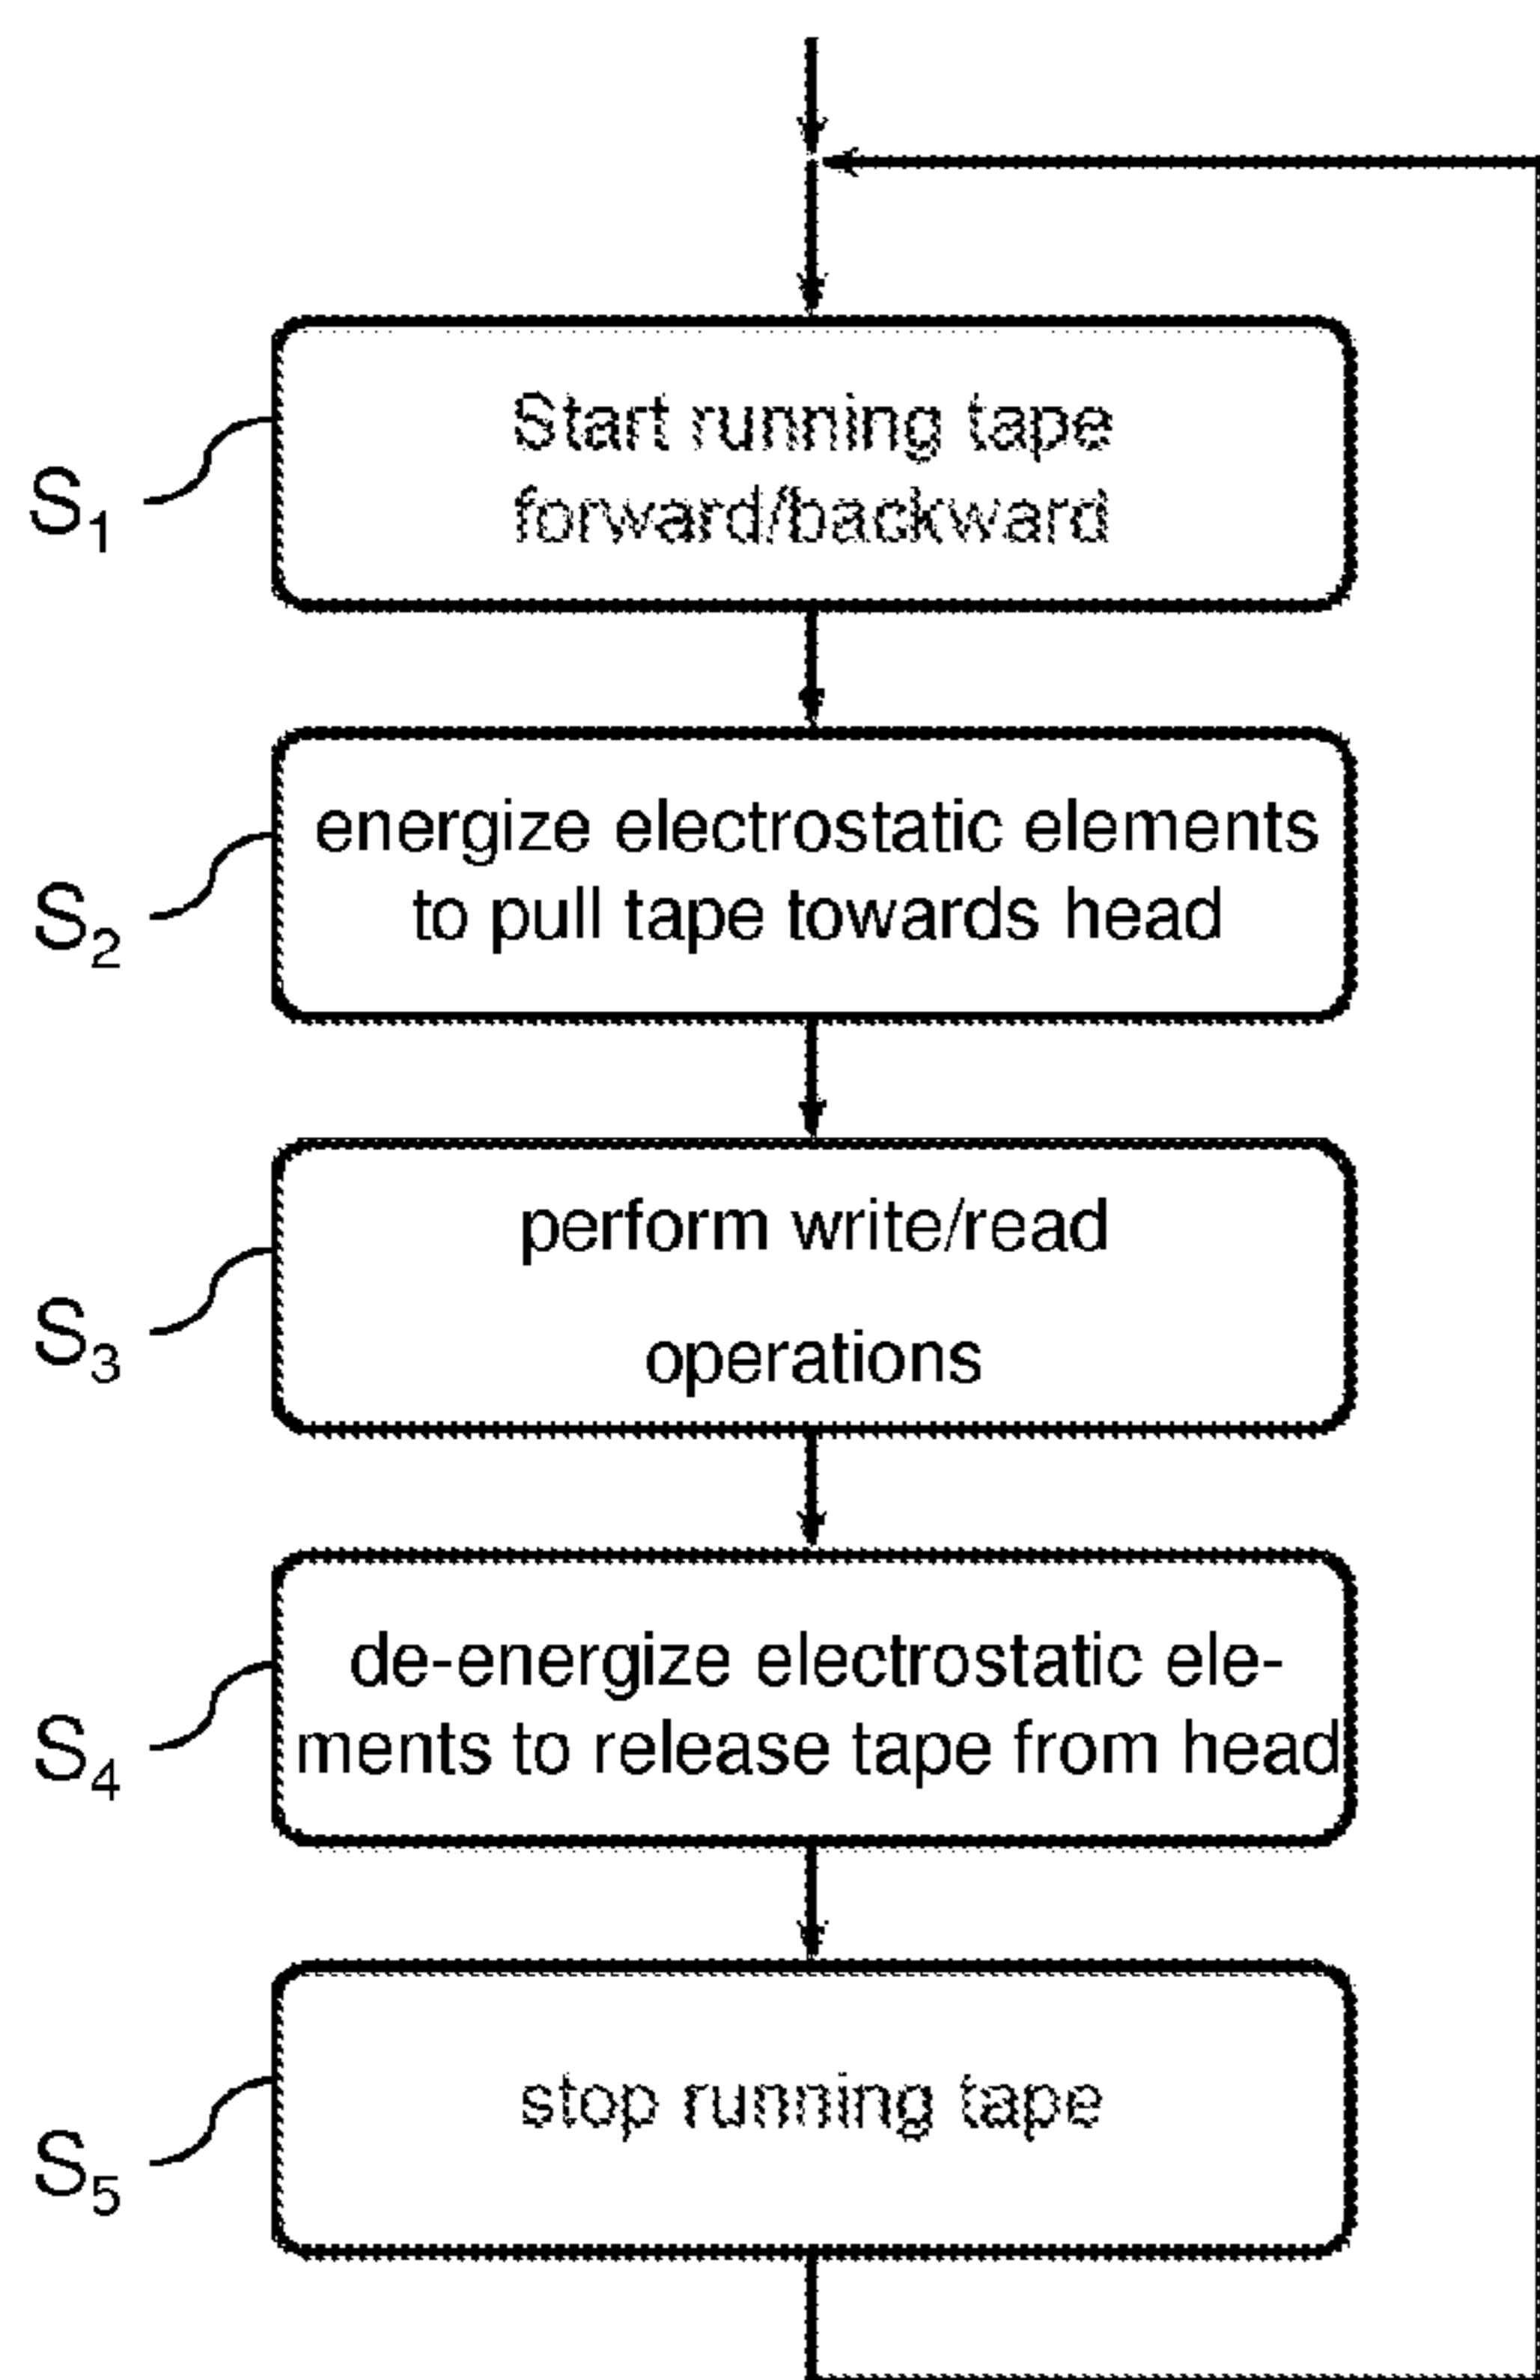 S1
Start running tape
forward/backward
S2
energize electrostatic elements
to pull tape towards head
S3
perform write/read
operations
S4
de-energize electrostatic ele-
ments to release tape from head
S5
stop running tape